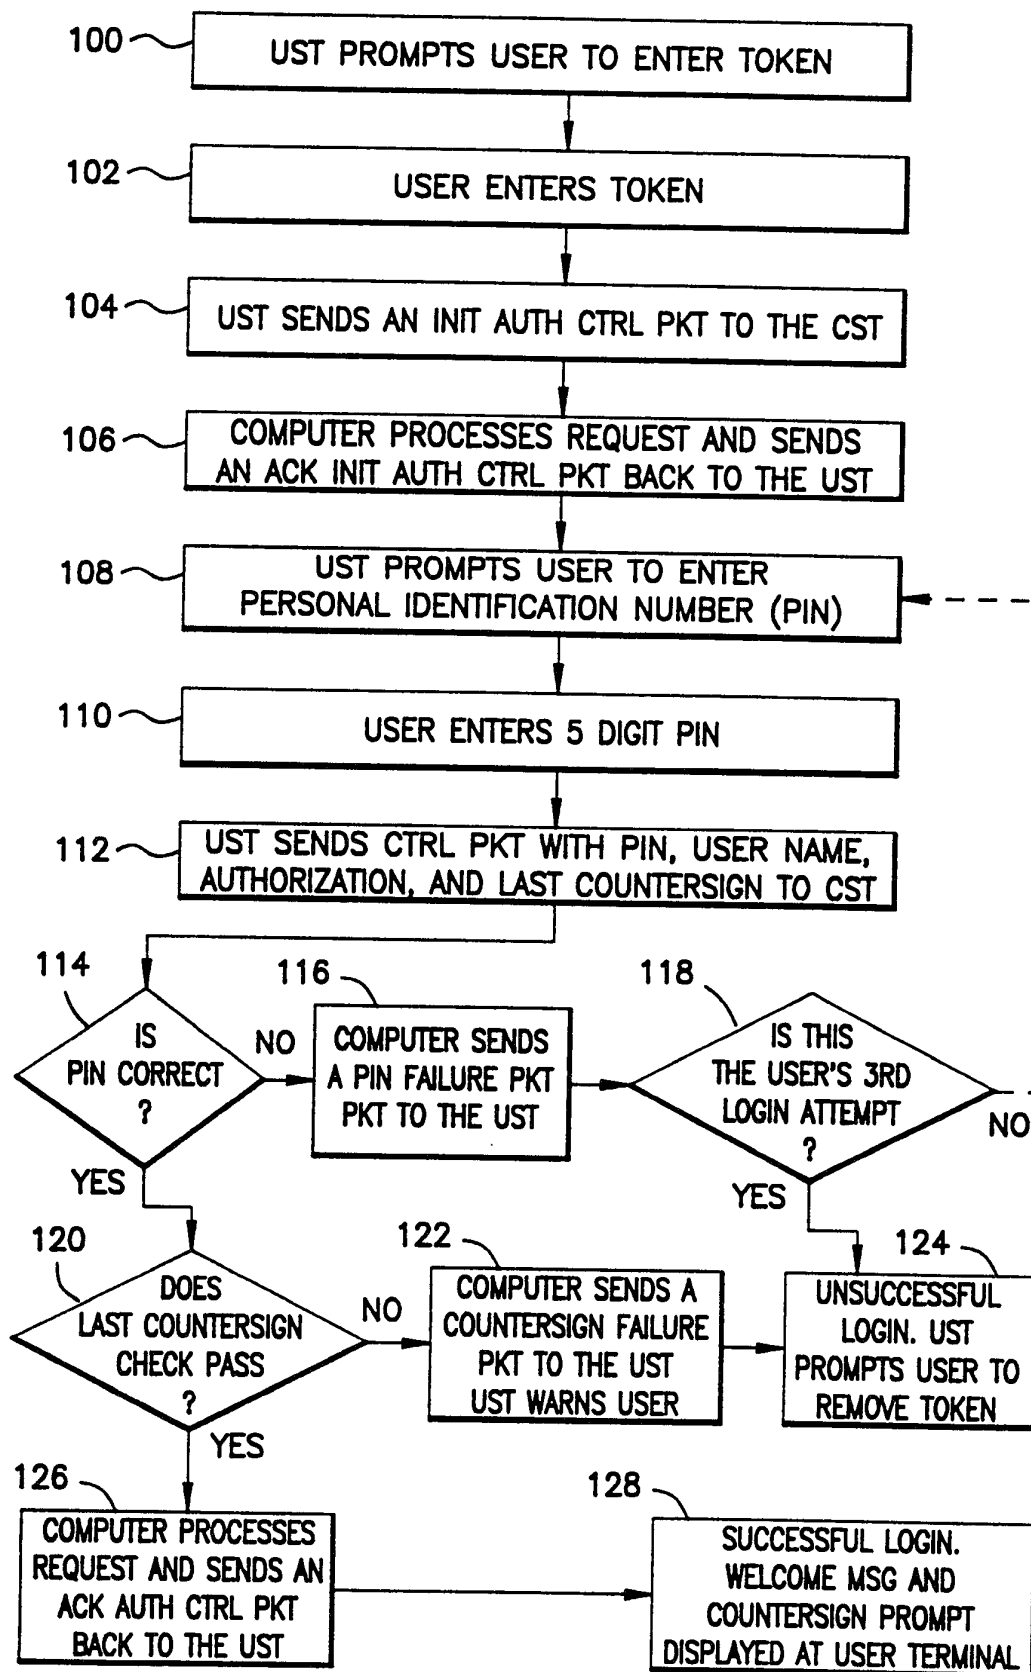 100
UST PROMPTS USER TO ENTER TOKEN
102
USER ENTERS TOKEN
104
UST SENDS AN INIT AUTH CTRL PKT TO THE CST
106
COMPUTER PROCESSES REQUEST AND SENDS
AN ACK INIT AUTH CTRL PKT BACK TO THE UST
108
UST PROMPTS USER TO ENTER
PERSONAL IDENTIFICATION NUMBER (PIN)
110
USER ENTERS 5 DIGIT PIN
112
UST SENDS CTRL PKT WITH PIN, USER NAME,
AUTHORIZATION, AND LAST COUNTERSIGN TO CST
114
IS
PIN CORRECT
?
NO
YES
116
COMPUTER SENDS
A PIN FAILURE PKT
PKT TO THE UST
118
IS THIS
THE USER'S 3RD
LOGIN ATTEMPT
?
NO
YES
120
DOES
LAST COUNTERSIGN
CHECK PASS
?
NO
YES
122
COMPUTER SENDS A
COUNTERSIGN FAILURE
PKT TO THE UST
UST WARNS USER
124
UNSUCCESSFUL
LOGIN. UST
PROMPTS USER TO
REMOVE TOKEN
126
COMPUTER PROCESSES
REQUEST AND SENDS AN
ACK AUTH CTRL PKT
BACK TO THE UST
128
SUCCESSFUL LOGIN.
WELCOME MSG AND
COUNTERSIGN PROMPT
DISPLAYED AT USER TERMINAL